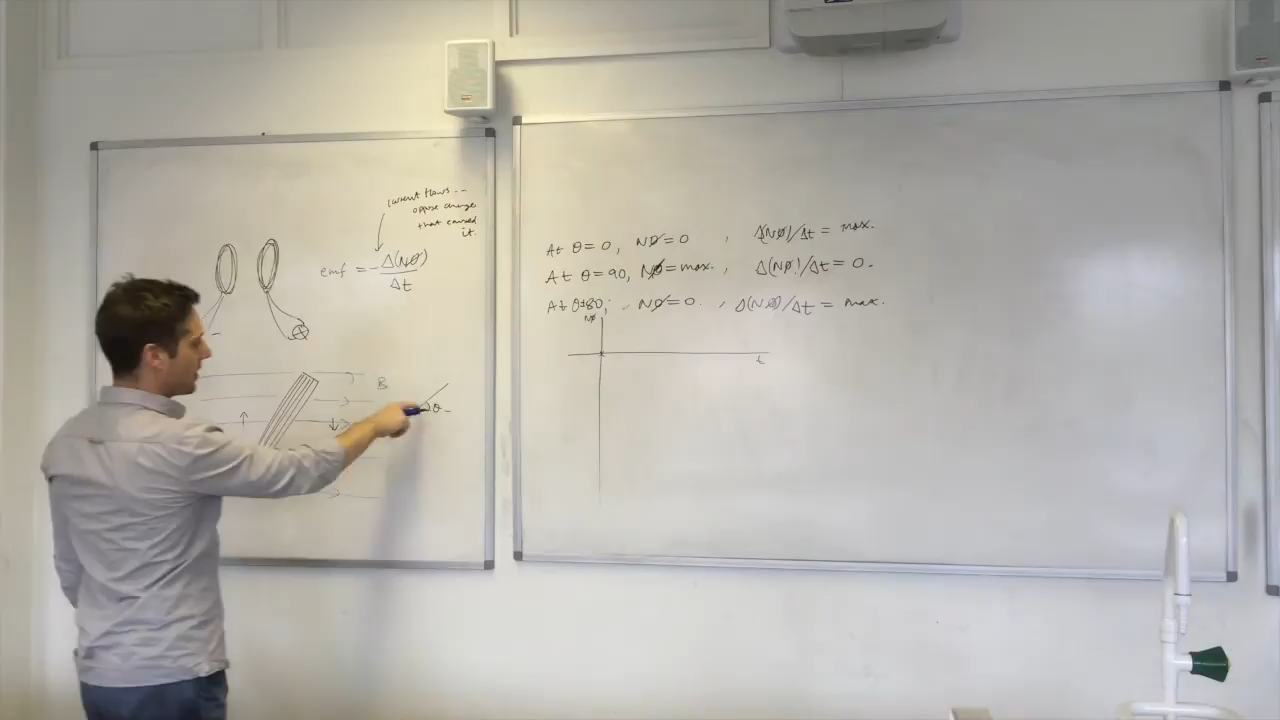 current flows...
oppose change
that caused
it.
emf = -Δ(NØ)/Δt
B
θ
At θ=0, NØ=0 , Δ(NØ)/Δt = max.
At θ=90, NØ=max. , Δ(NØ)/Δt = 0.
At θ=180, NØ=0. , Δ(NØ)/Δt = max.
NØ
t